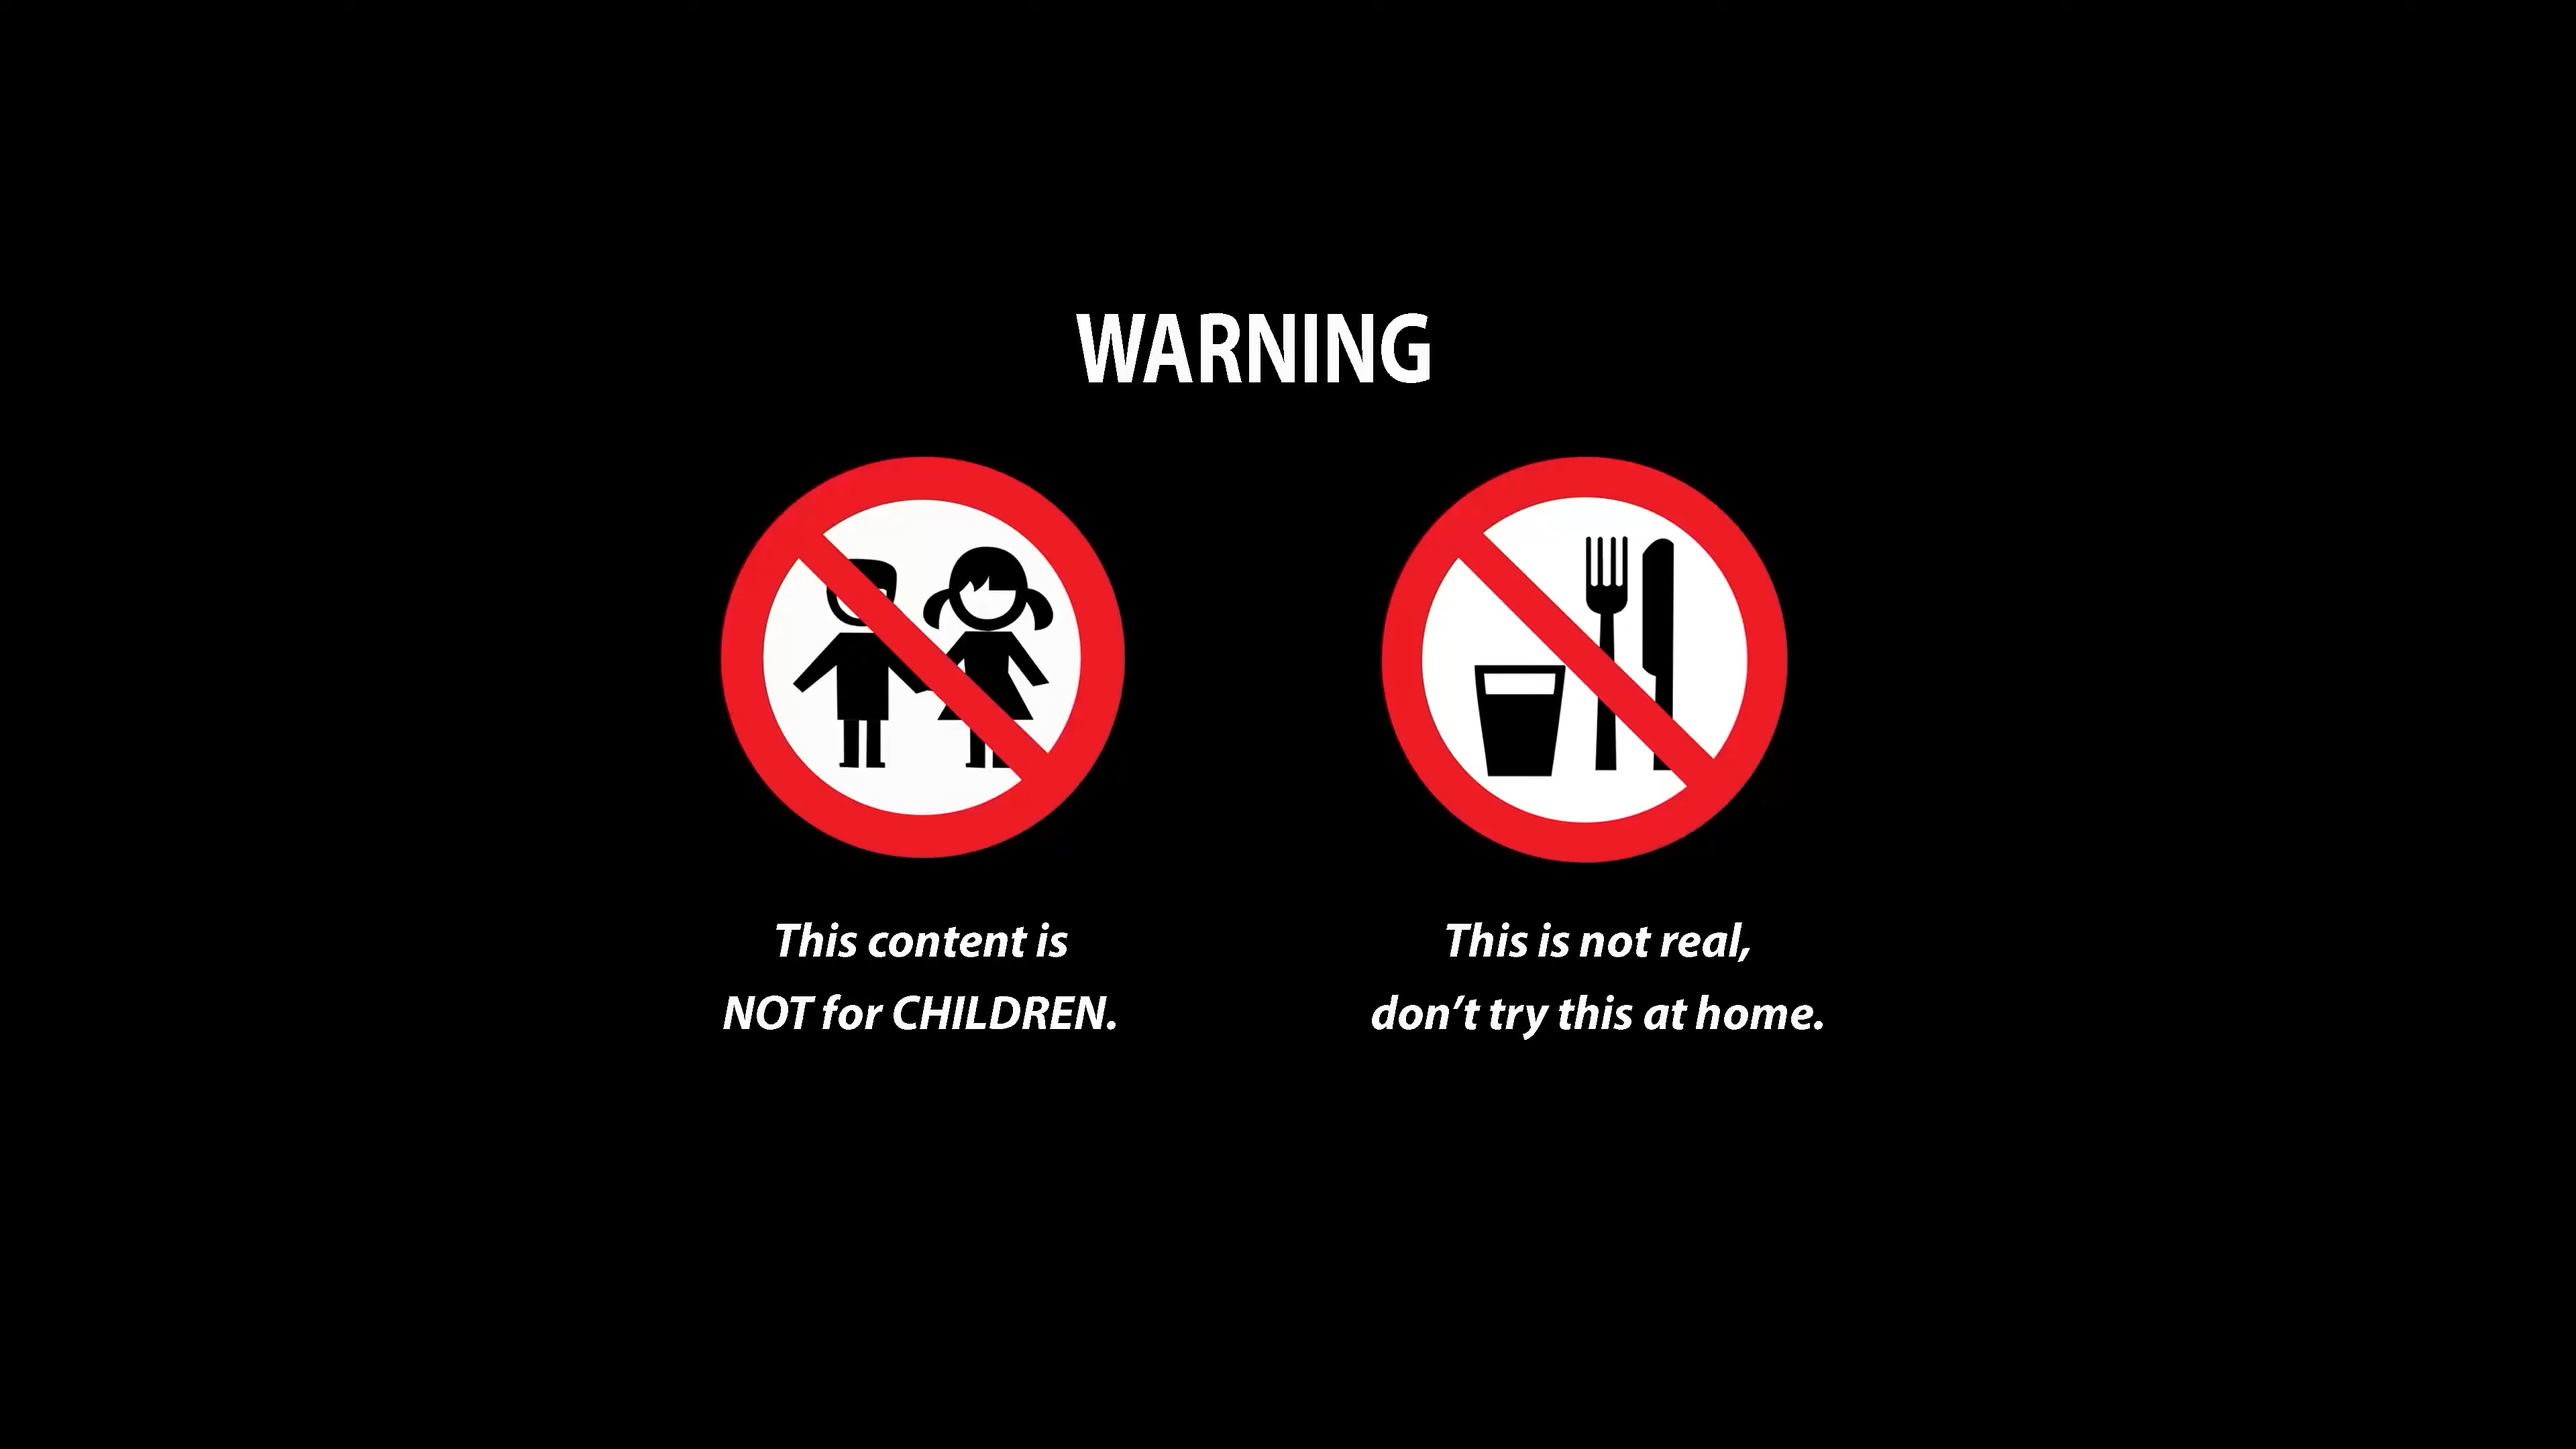 WARNING
This content is
NOT for CHILDREN.
This is not real,
don’t try this at home.